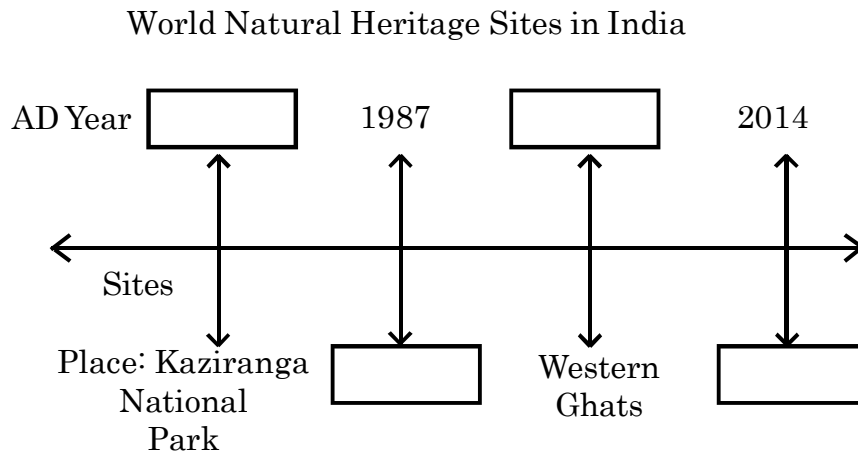 World Natural Heritage Sites in India
AD Year 1987 2014
Sites
Place: Kaziranga National Park
Western Ghats